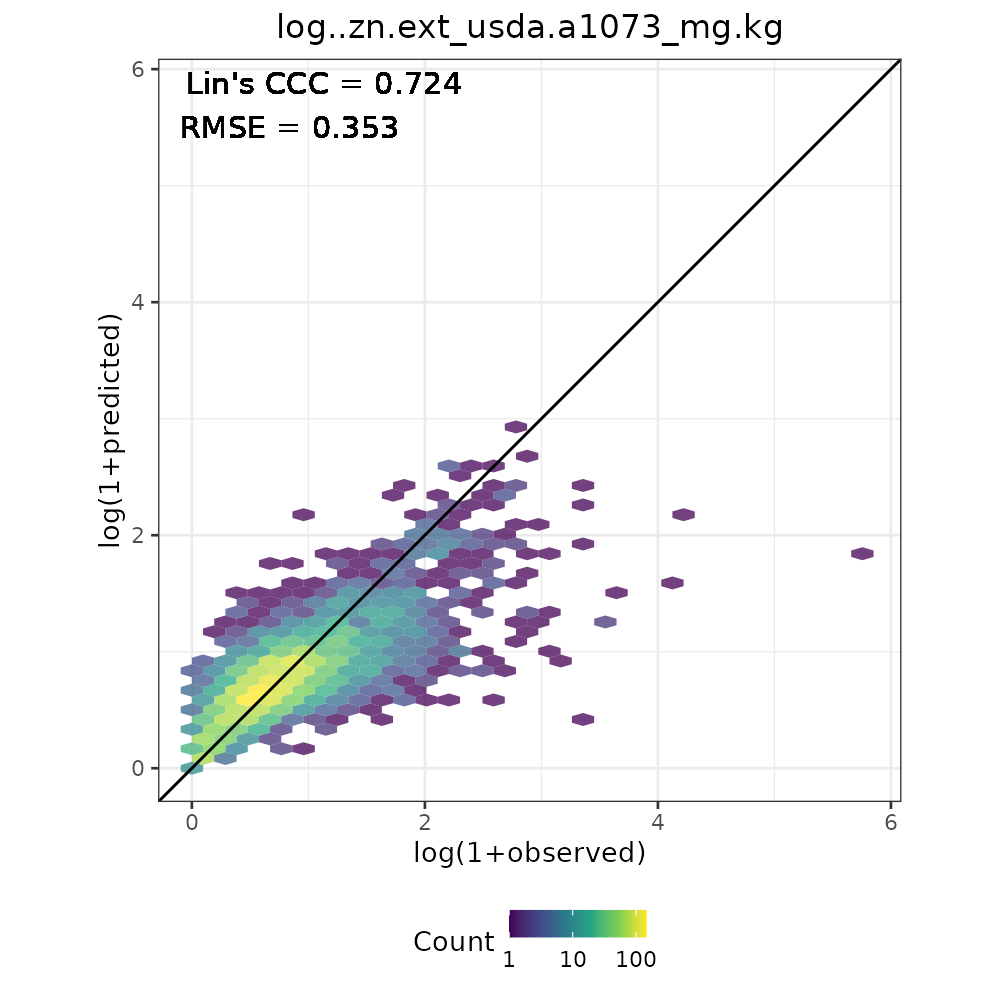 log..zn.ext_usda.a1073_mg.kg
Lin's CCC = 0.724
RMSE = 0.353
6
4
2
0
log(1+predicted)
0 2 4 6
log(1+observed)
Count
1 10 100